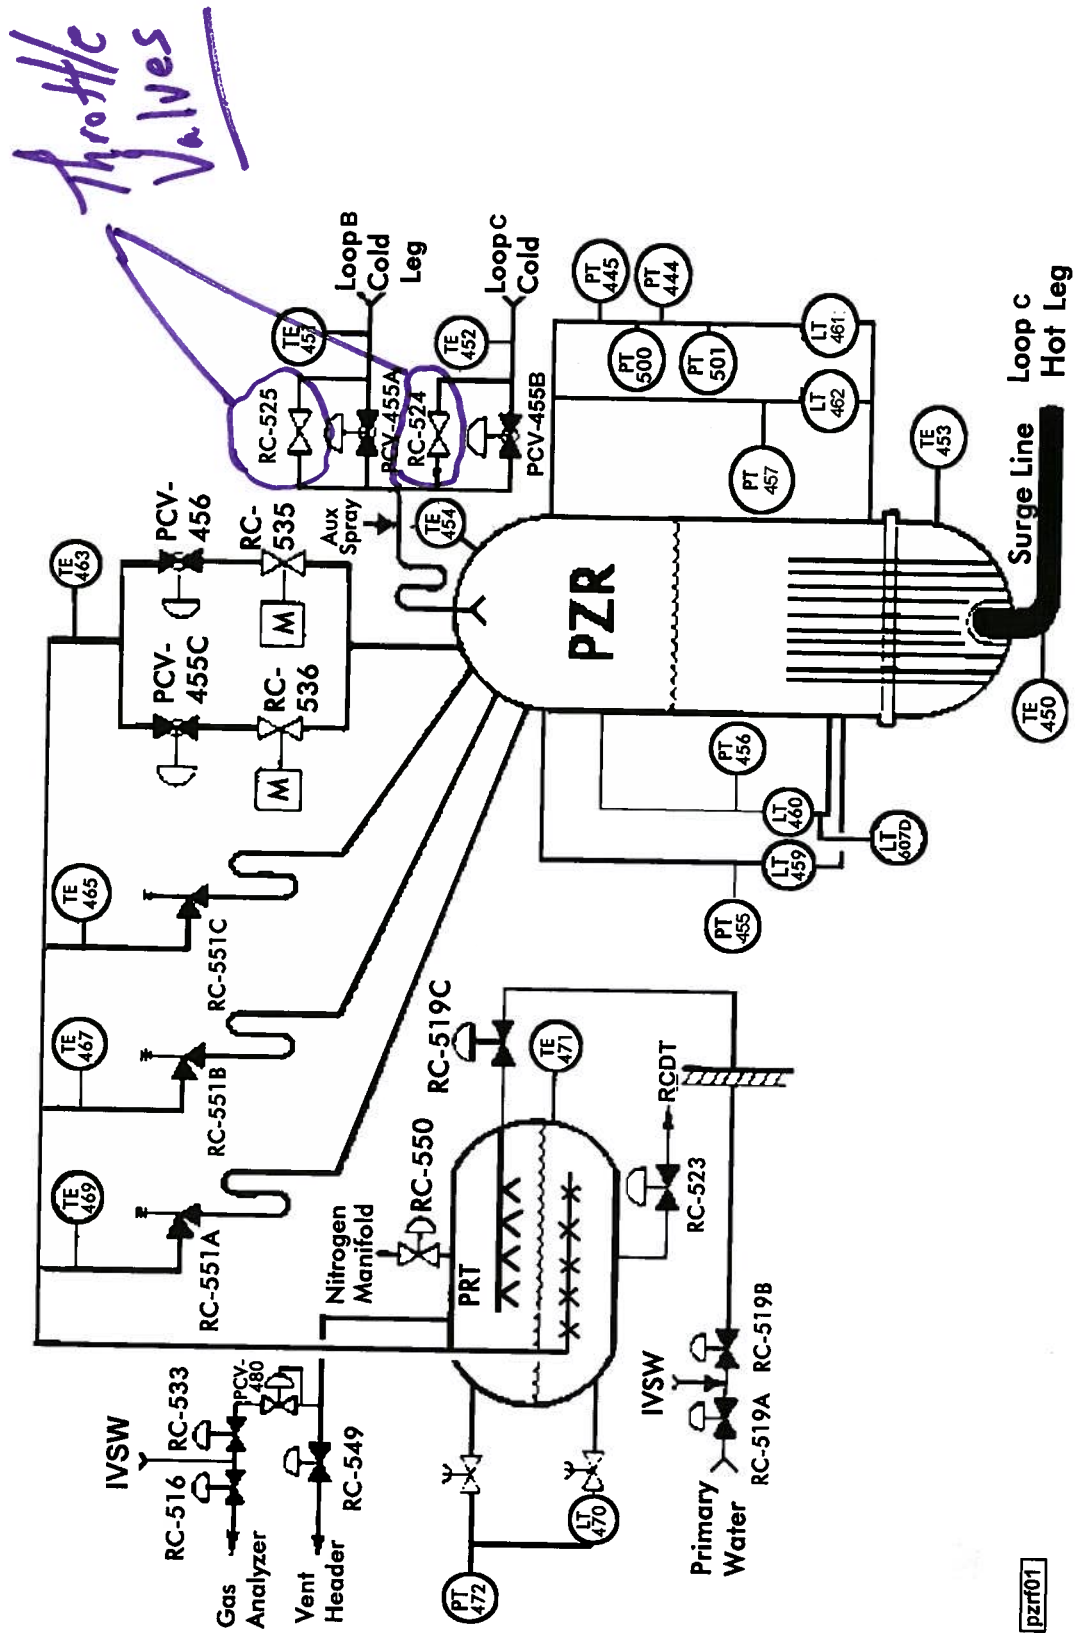 Throttle
Valves
TE
463
PCV-
455C
PCV-
456
RC-
536
RC-
535
M
M
TE
465
RC-551C
TE
467
RC-551B
TE
469
RC-551A
RC-525
TE
451
Loop B
Cold
Leg
PCV-455A
RC-524
TE
452
Loop C
Cold
PCV-455B
Aux
Spray
TE
454
PZR
PT
445
PT
444
PT
500
PT
501
LT
461
LT
462
PT
457
TE
453
Surge Line
Loop C
Hot Leg
TE
450
PT
456
LT
460
LT
607D
LT
459
PT
455
RC-519C
TE
471
RCDT
RC-550
RC-523
Nitrogen
Manifold
PRT
IVSW
RC-533
PCV-
480
RC-516
RC-549
Gas
Analyzer
Vent
Header
IVSW
RC-519B
RC-519A
Primary
Water
LT
470
PT
472
pzrf01